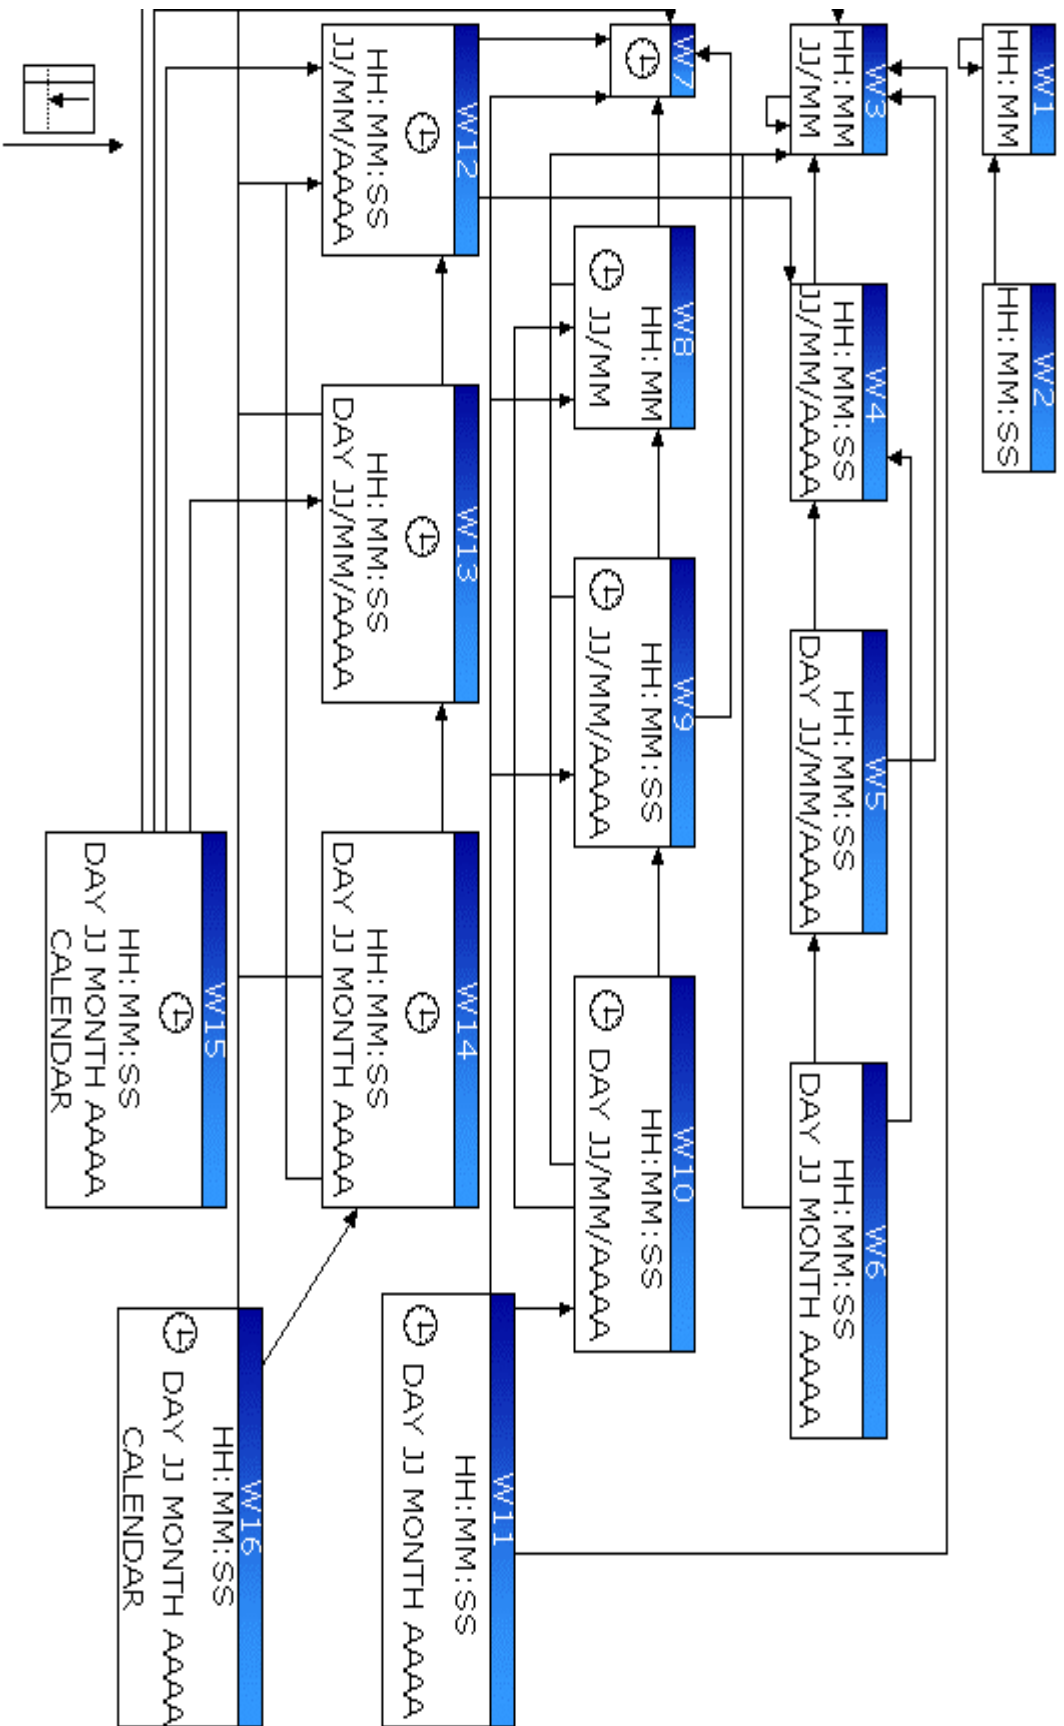 W1
HH:MM
W2
HH:MM:SS
W3
HH:MM
JJ/MM
W4
HH:MM:SS
JJ/MM/AAAA
W5
HH:MM:SS
DAY JJ/MM/AAAA
W6
HH:MM:SS
DAY JJ MONTH AAAA
W7
W8
HH:MM
JJ/MM
W9
HH:MM:SS
JJ/MM/AAAA
W10
HH:MM:SS
DAY JJ/MM/AAAA
W11
HH:MM:SS
DAY JJ MONTH AAAA
W12
HH:MM:SS
JJ/MM/AAAA
W13
HH:MM:SS
DAY JJ/MM/AAAA
W14
HH:MM:SS
DAY JJ MONTH AAAA
W15
HH:MM:SS
DAY JJ MONTH AAAA
CALENDAR
W16
HH:MM:SS
DAY JJ MONTH AAAA
CALENDAR